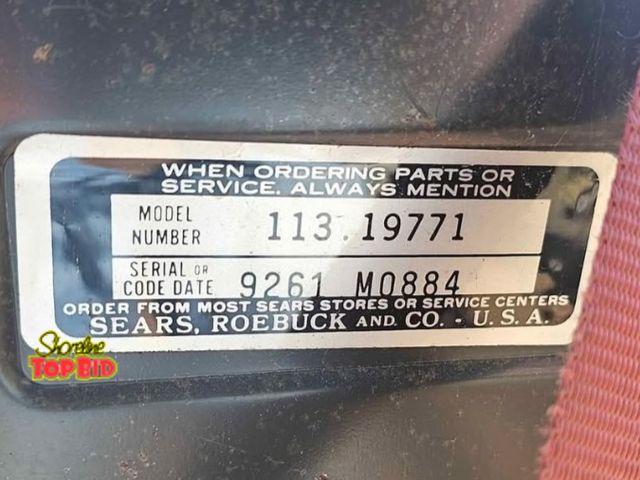 WHEN ORDERING PARTS OR
SERVICE, ALWAYS MENTION
MODEL
NUMBER
113.19771
SERIAL OR
CODE DATE
9261 M0884
ORDER FROM MOST SEARS STORES OR SERVICE CENTERS
SEARS, ROEBUCK AND CO. - U.S.A.
Shoreline
TOP BID